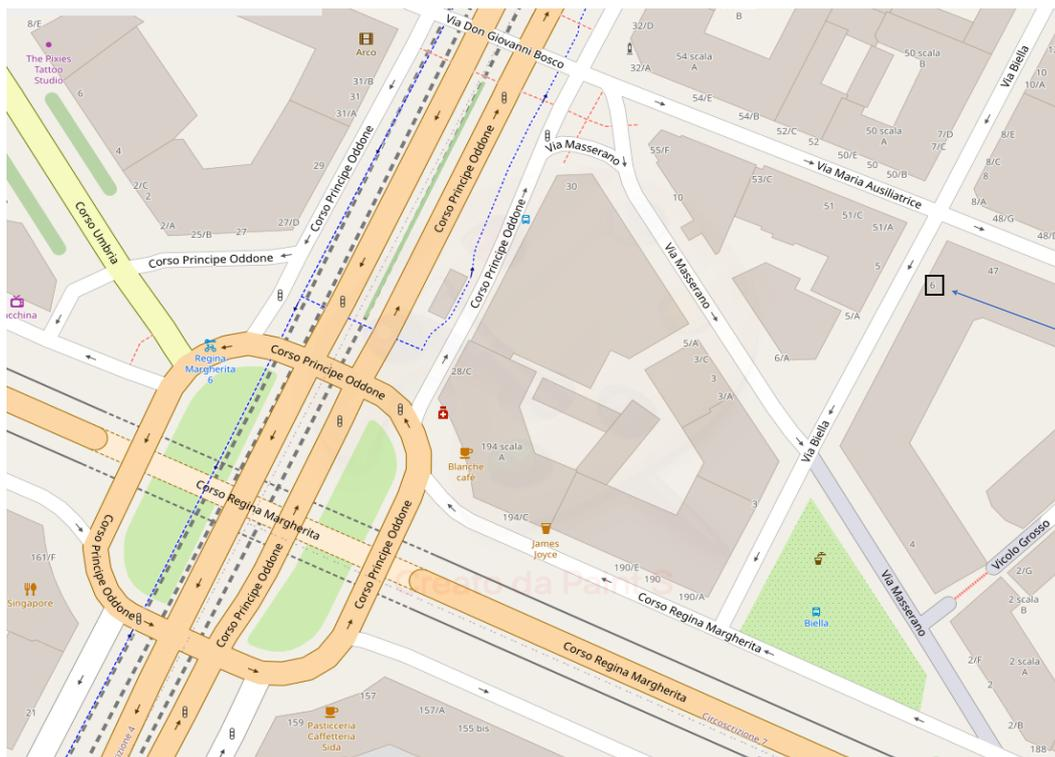 8/E
The Pixies
Tattoo
Studio
6
4
2/C
2
2/A
25/B
27
27/D
29
31/A
31
31/B
Arco
Via Don Giovanni Bosco
32/D
32/A
B
54 scala
A
50 scala
A
50 scala
A
Via Biella
10
10/A
54/E
54/B
52/C
52
50/E
50
50/B
7/D
7/C
8/E
8/C
8
8/A
48/G
Corso Principe Oddone
Corso Principe Oddone
Corso Principe Oddone
Corso Principe Oddone
Corso Umbria
Via Masserano
55/F
53/C
10
51
51/C
51/A
5
5/A
Via Maria Ausiliatrice
47
6
30
Via Masserano
6/A
5/A
3/C
3
3/A
3
Via Biella
Regina
Margherita
6
Corso Principe Oddone
28/C
194 scala
A
Blanche
café
194/C
James
Joyce
190/E
190
190/A
Corso Regina Margherita
Corso Principe Oddone
Corso Principe Oddone
Corso Principe Oddone
161/F
Singapore
21
Creato da Paint S
Corso Regina Margherita
Corso Regina Margherita
Circoscrizione 7
157
157/A
159
155 bis
Pasticceria
Caffetteria
Sida
Biella
4
Via Masserano
Vicolo Grosso
2/G
2 scala
B
2/F
2 scala
A
2
2/B
188